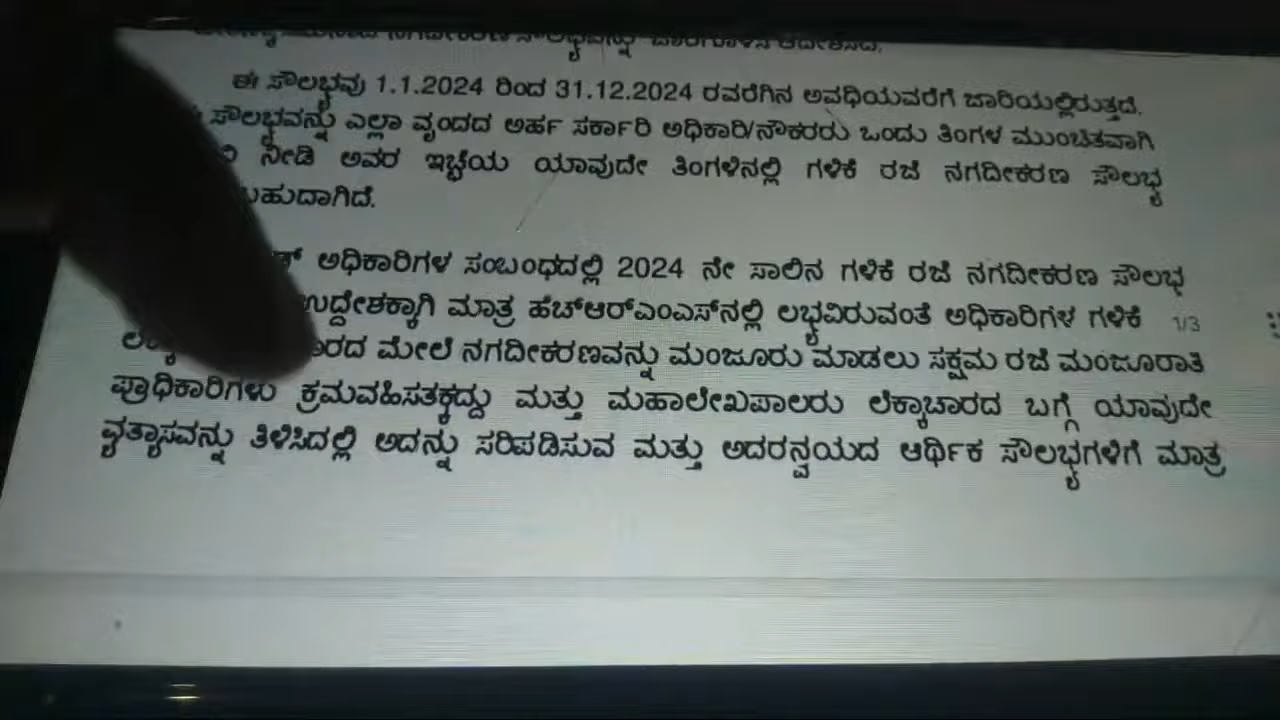 ಈ ಸೌಲಭ್ಯವು 1.1.2024 ರಿಂದ 31.12.2024 ರವರೆಗಿನ ಅವಧಿಯವರೆಗೆ ಜಾರಿಯಲ್ಲಿರುತ್ತದೆ.
ಸೌಲಭ್ಯವನ್ನು ಎಲ್ಲಾ ವೃಂದದ ಅರ್ಹ ಸರ್ಕಾರಿ ಅಧಿಕಾರಿ/ನೌಕರರು ಒಂದು ತಿಂಗಳ ಮುಂಚಿತವಾಗಿ
ನೀಡಿ ಅವರ ಇಚ್ಛೆಯ ಯಾವುದೇ ತಿಂಗಳಿನಲ್ಲಿ ಗಳಿಕೆ ರಜೆ ನಗದೀಕರಣ ಸೌಲಭ್ಯ
ಬಹುದಾಗಿದೆ.
ಅಧಿಕಾರಿಗಳ ಸಂಬಂಧದಲ್ಲಿ 2024 ನೇ ಸಾಲಿನ ಗಳಿಕೆ ರಜೆ ನಗದೀಕರಣ ಸೌಲಭ್ಯ
ಉದ್ದೇಶಕ್ಕಾಗಿ ಮಾತ್ರ ಹೆಚ್‌ಆರ್‌ಎಂಎಸ್‌ನಲ್ಲಿ ಲಭ್ಯವಿರುವಂತೆ ಅಧಿಕಾರಿಗಳ ಗಳಿಕೆ 1/3
ಮೇಲೆ ನಗದೀಕರಣವನ್ನು ಮಂಜೂರು ಮಾಡಲು ಸಕ್ಷಮ ರಜೆ ಮಂಜೂರಾತಿ
ಪ್ರಾಧಿಕಾರಿಗಳು ಕ್ರಮವಹಿಸತಕ್ಕದ್ದು ಮತ್ತು ಮಹಾಲೇಖಪಾಲರು ಲೆಕ್ಕಾಚಾರದ ಬಗ್ಗೆ ಯಾವುದೇ
ವ್ಯತ್ಯಾಸವನ್ನು ತಿಳಿಸಿದಲ್ಲಿ ಅದನ್ನು ಸರಿಪಡಿಸುವ ಮತ್ತು ಅದರನ್ವಯದ ಆರ್ಥಿಕ ಸೌಲಭ್ಯಗಳಿಗೆ ಮಾತ್ರ